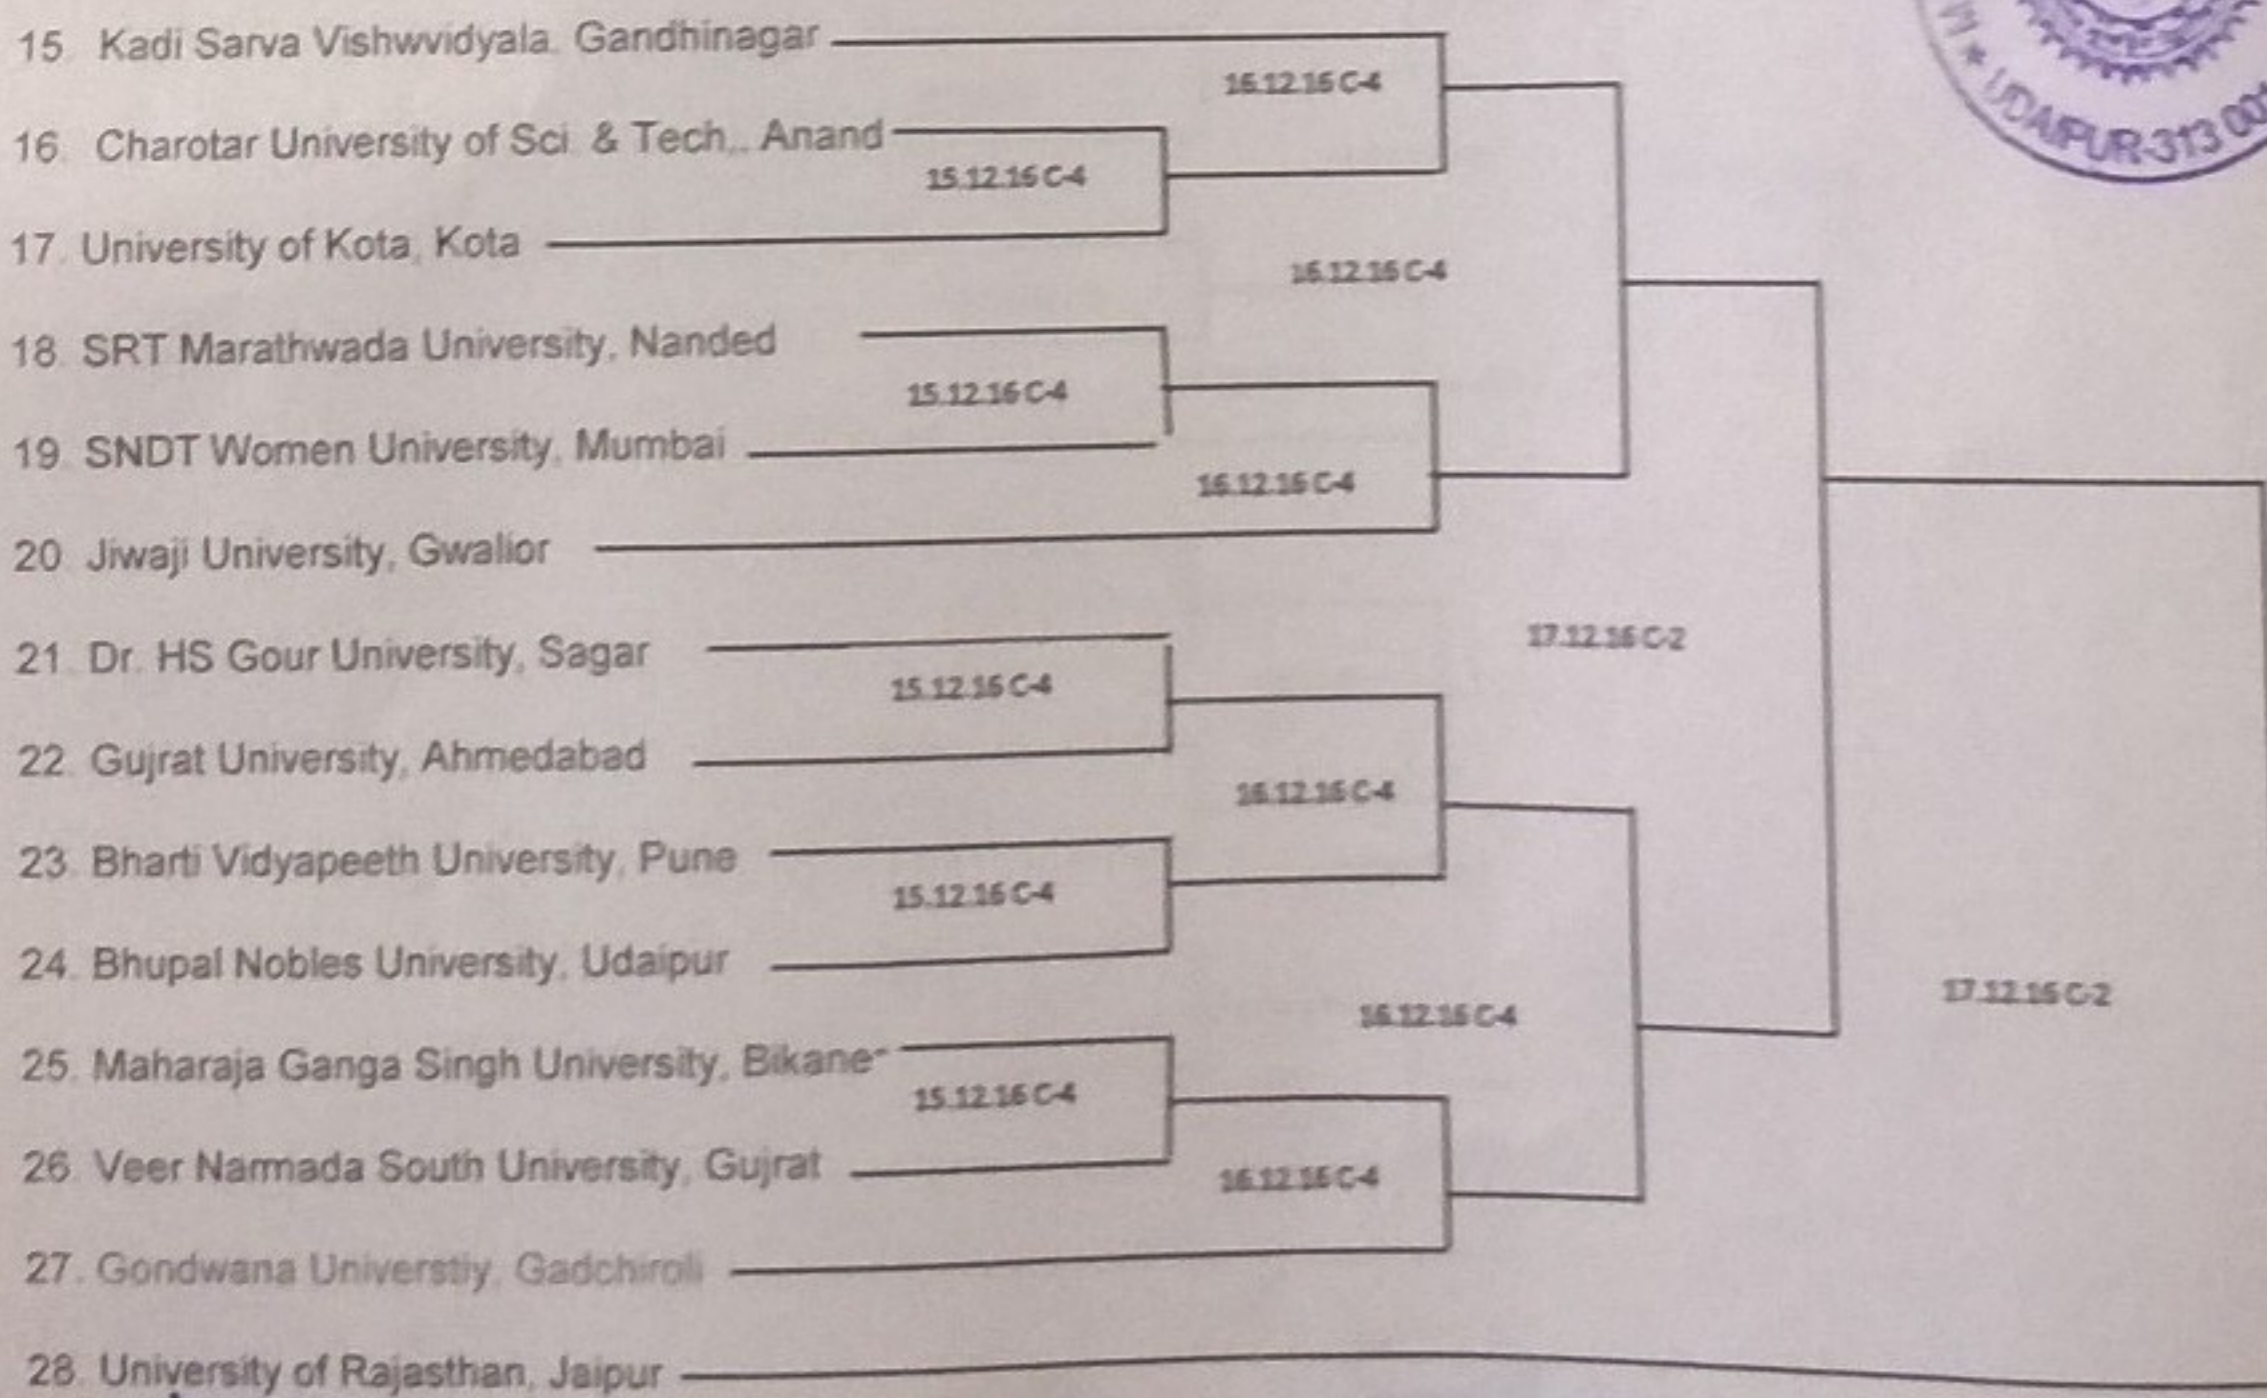 15. Kadi Sarva Vishwvidyala. Gandhinagar
16.12.16 C-4
16. Charotar University of Sci. & Tech,. Anand
15.12.16 C-4
17. University of Kota, Kota
16.12.16 C-4
18. SRT Marathwada University, Nanded
15.12.16 C-4
19. SNDT Women University, Mumbai
16.12.16 C-4
20. Jiwaji University, Gwalior
17.12.16 C-2
21. Dr. HS Gour University, Sagar
15.12.16 C-4
22. Gujrat University, Ahmedabad
16.12.16 C-4
23. Bharti Vidyapeeth University, Pune
15.12.16 C-4
24. Bhupal Nobles University, Udaipur
17.12.16 C-2
16.12.16 C-4
25. Maharaja Ganga Singh University, Bikaner
15.12.16 C-4
26. Veer Narmada South University, Gujrat
16.12.16 C-4
27. Gondwana Universtiy, Gadchiroli
28. University of Rajasthan, Jaipur
UDAIPUR-313 00